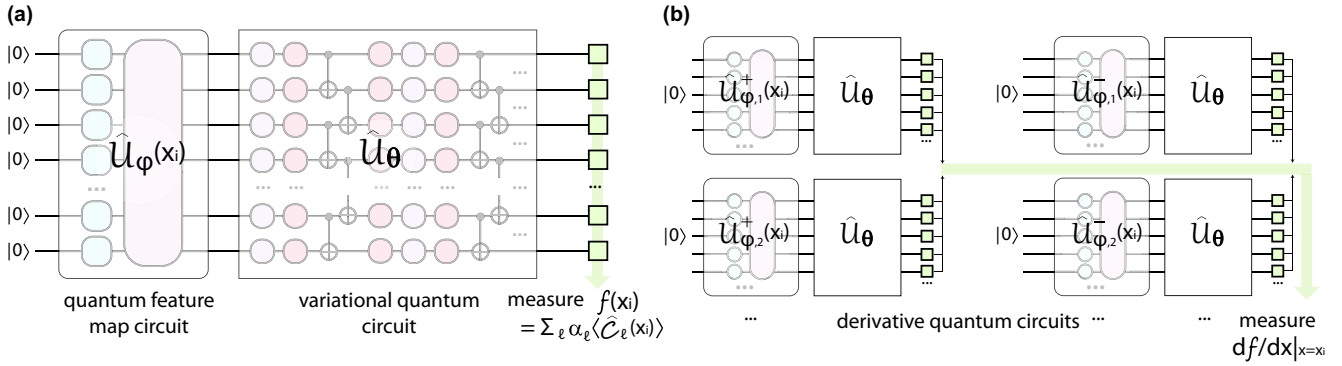 (a)
|0⟩
|0⟩
|0⟩
|0⟩
...
|0⟩
|0⟩
Û_φ(x_i)
... ...
Û_θ
...
...
...
...
quantum feature
map circuit
variational quantum
circuit
measure f(x_i)
= Σ_ℓ α_ℓ⟨Ĉ_ℓ(x_i)⟩
(b)
|0⟩ Û⁺_φ,1(x_i) Û_θ
... ...
|0⟩ Û⁻_φ,1(x_i) Û_θ
... ...
|0⟩ Û⁺_φ,2(x_i) Û_θ
... ...
|0⟩ Û⁻_φ,2(x_i) Û_θ
... ...
... derivative quantum circuits ... ... measure
df/dx|x=x_i